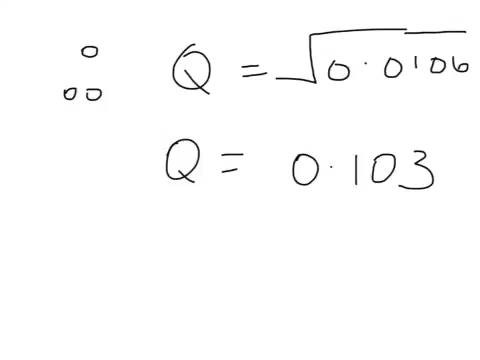 ∴ Q = √0.0106
Q = 0.103